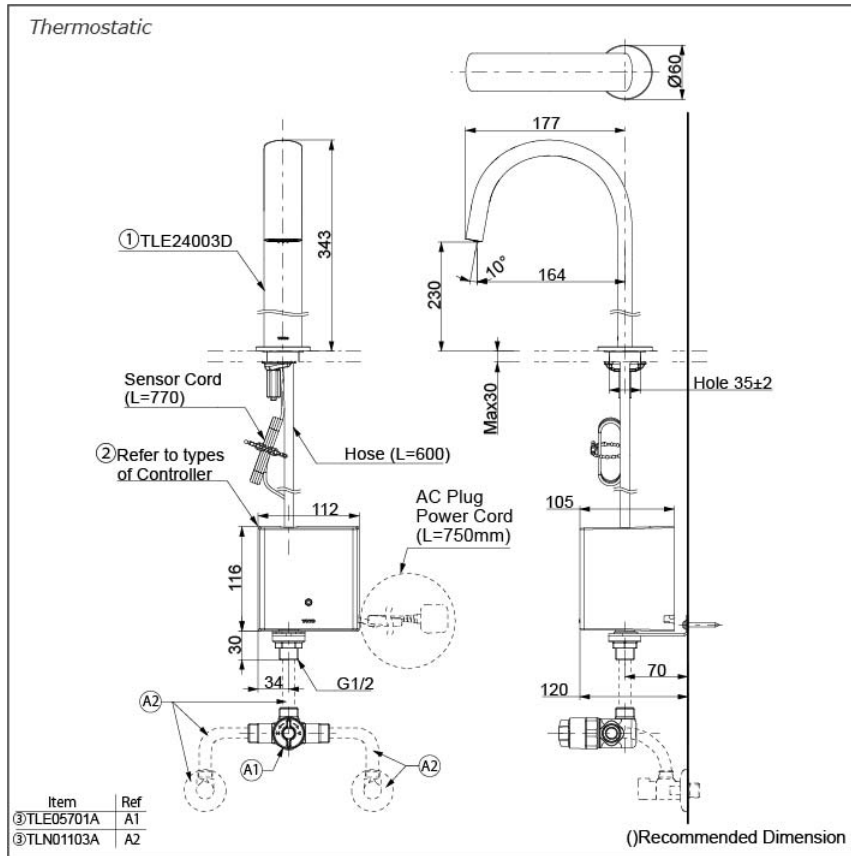 Thermostatic
Ø60
177
①TLE24003D
343
230
10°
164
Sensor Cord
(L=770)
Max30
Hole 35±2
②Refer to types
of Controller
Hose (L=600)
112
AC Plug
Power Cord
(L=750mm)
105
116
30
34
G1/2
70
120
A2
A1
A2
Item Ref
③TLE05701A A1
③TLN01103A A2
()Recommended Dimension